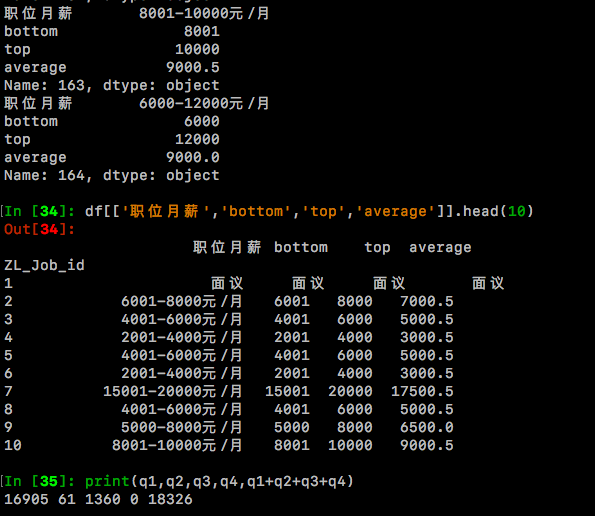 职位月薪 8001-10000元/月
bottom 8001
top 10000
average 9000.5
Name: 163, dtype: object
职位月薪 6000-12000元/月
bottom 6000
top 12000
average 9000.0
Name: 164, dtype: object
In [34]: df[['职位月薪','bottom','top','average']].head(10)
Out[34]:
职位月薪 bottom top average
ZL_Job_id
1 面议 面议 面议 面议
2 6001-8000元/月 6001 8000 7000.5
3 4001-6000元/月 4001 6000 5000.5
4 2001-4000元/月 2001 4000 3000.5
5 4001-6000元/月 4001 6000 5000.5
6 2001-4000元/月 2001 4000 3000.5
7 15001-20000元/月 15001 20000 17500.5
8 4001-6000元/月 4001 6000 5000.5
9 5000-8000元/月 5000 8000 6500.0
10 8001-10000元/月 8001 10000 9000.5
In [35]: print(q1,q2,q3,q4,q1+q2+q3+q4)
16905 61 1360 0 18326